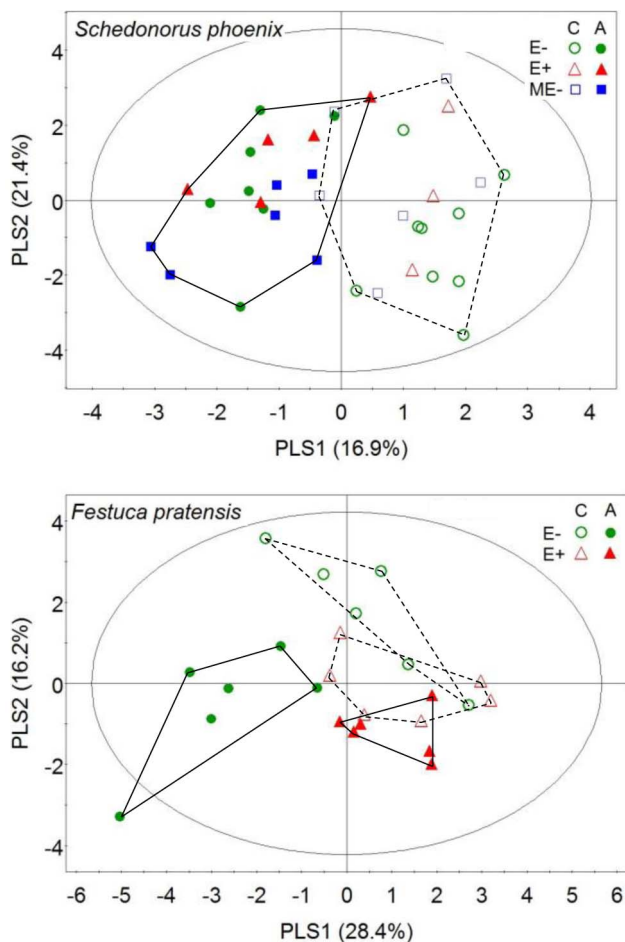 Schedonorus phoenix
C A
E-
E+
ME-
4
2
0
-2
-4
PLS2 (21.4%)
-4 -3 -2 -1 0 1 2 3 4
PLS1 (16.9%)
Festuca pratensis
C A
E-
E+
4
2
0
-2
-4
PLS2 (16.2%)
-6 -5 -4 -3 -2 -1 0 1 2 3 4 5 6
PLS1 (28.4%)